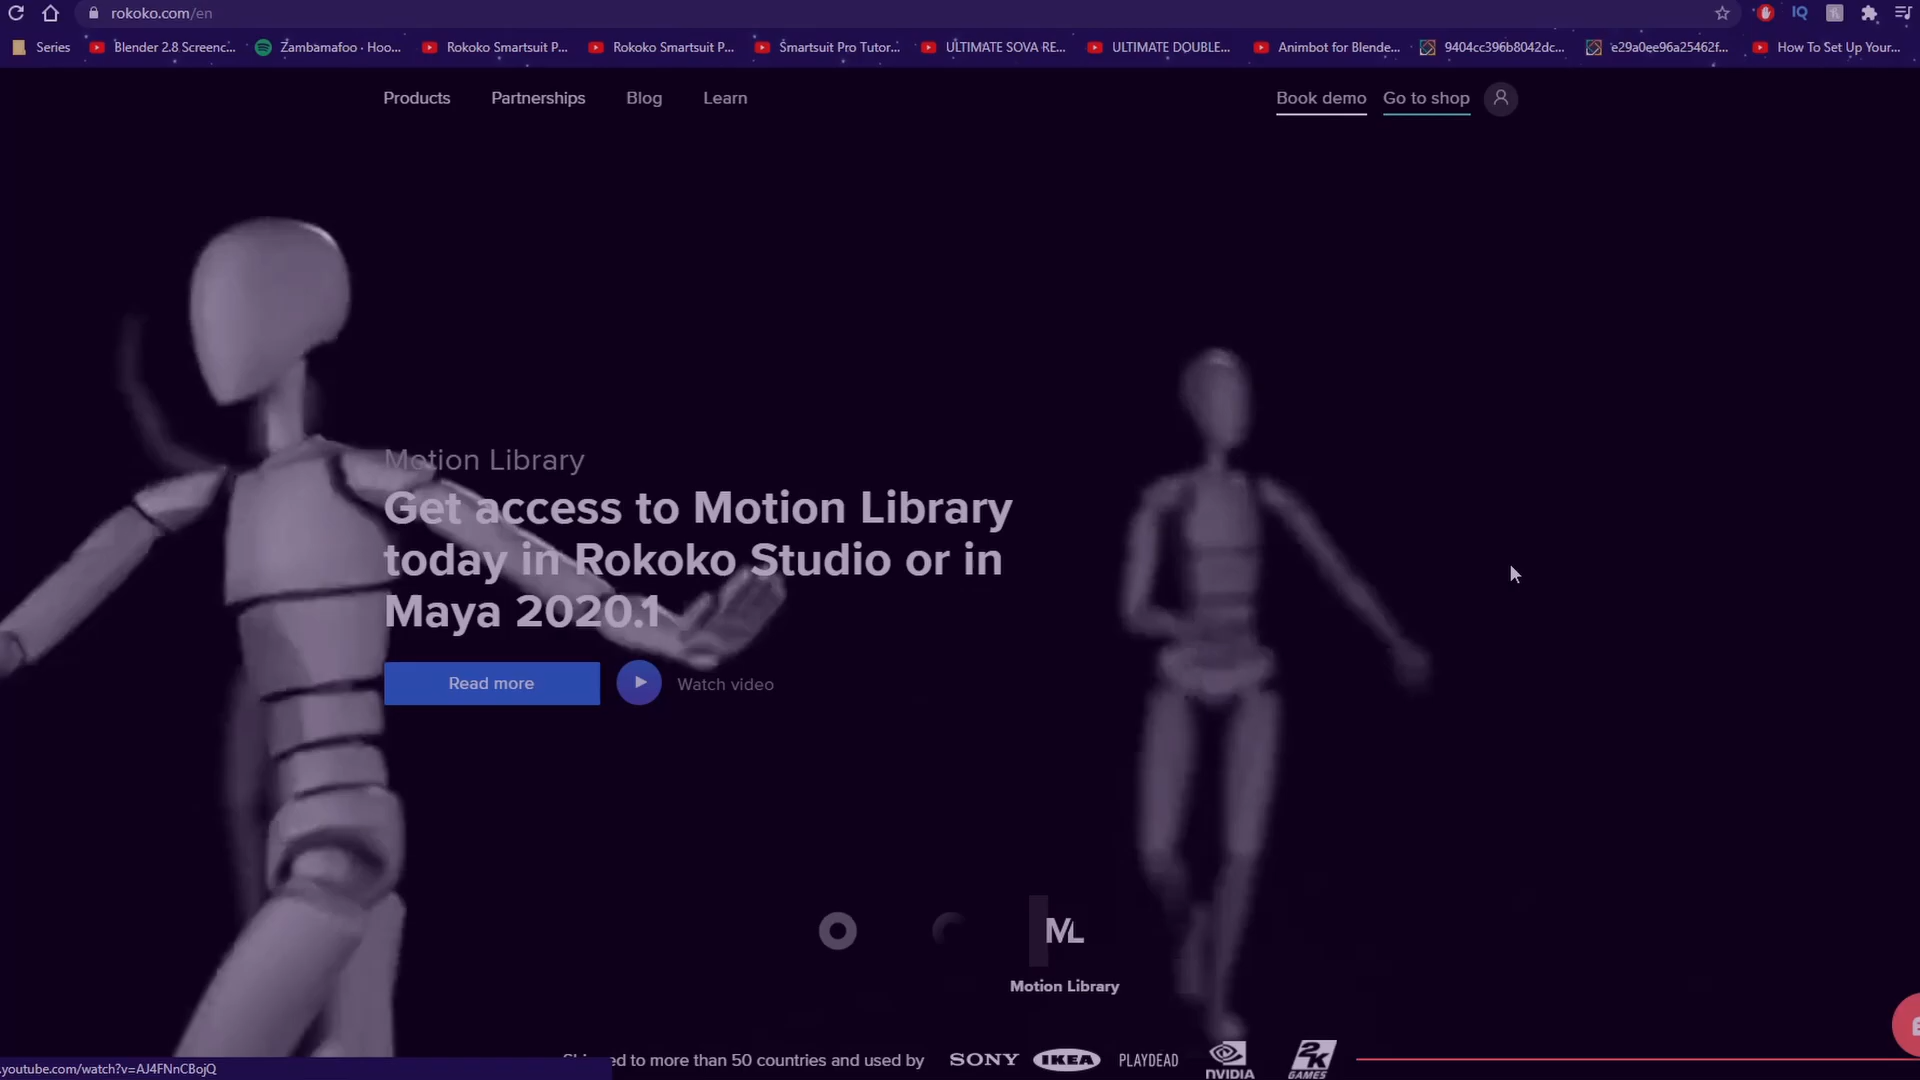 rokoko.com/en
Series Blender 2.8 Screenc... Zambamafoo - Hoo... Rokoko Smartsuit P... Rokoko Smartsuit P... Smartsuit Pro Tutor... ULTIMATE SOVA RE... ULTIMATE DOUBLE... Animbot for Blende... 9404cc396b8042dc... e29a0ee96a25462f... How To Set Up Your...
Products Partnerships Blog Learn Book demo Go to shop
Motion Library
Get access to Motion Library
today in Rokoko Studio or in
Maya 2020.1
Read more Watch video
ML
Motion Library
to more than 50 countries and used by SONY IKEA PLAYDEAD NVIDIA 2K GAMES
.youtube.com/watch?v=AJ4FNnCBojQ